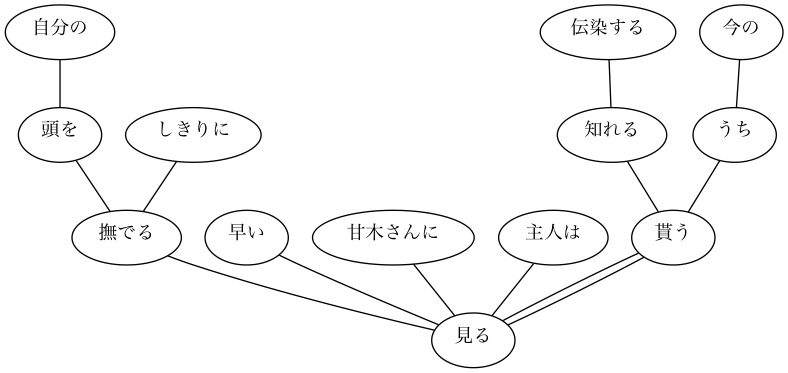 自分の
伝染する
今の
頭を
しきりに
知れる
うち
撫でる
早い
甘木さんに
主人は
貰う
見る